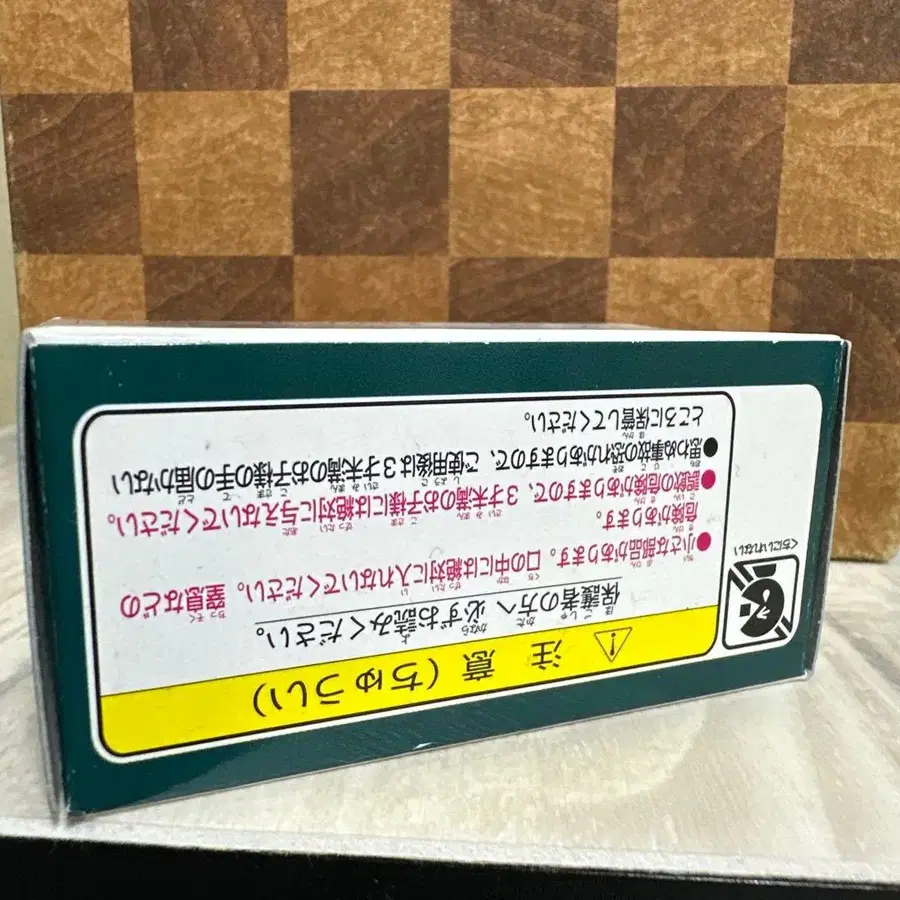 注 意 (ちゅうい)
保護者の方へ 必ずお読みください。
●小さな部品があります。口の中には絶対に入れないでください。窒息などの
危険があります。
●誤飲の危険がありますので、3才未満のお子様には絶対に与えないでください。
●思わぬ事故の恐れがありますので、ご使用後は3才未満のお子様の手の届かない
ところに保管してください。
くちにいれない